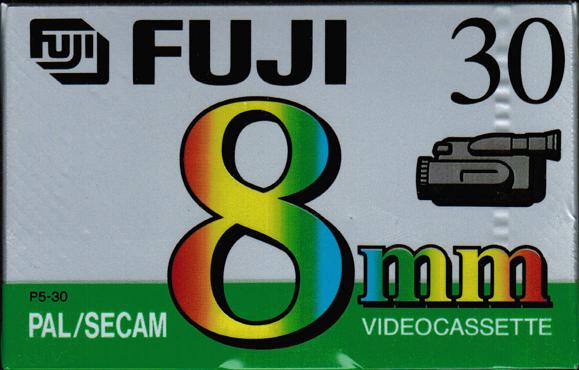 FUJI FUJI 30
8mm
P5-30
PAL/SECAM VIDEOCASSETTE